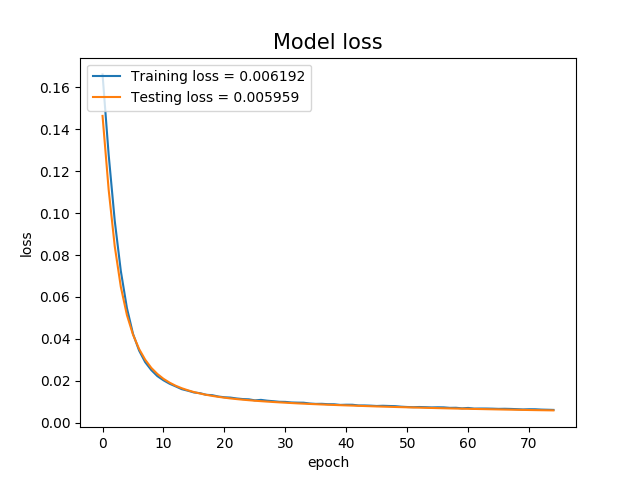 Model loss
Training loss = 0.006192
Testing loss = 0.005959
0.16
0.14
0.12
0.10
0.08
0.06
0.04
0.02
0.00
loss
0 10 20 30 40 50 60 70
epoch